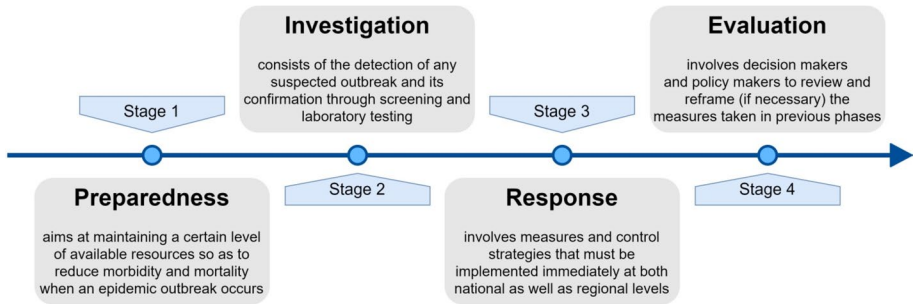 Stage 1
Preparedness
aims at maintaining a certain level
of available resources so as to
reduce morbidity and mortality
when an epidemic outbreak occurs
Investigation
consists of the detection of any
suspected outbreak and its
confirmation through screening and
laboratory testing
Stage 2
Stage 3
Response
involves measures and control
strategies that must be
implemented immediately at both
national as well as regional levels
Evaluation
involves decision makers
and policy makers to review and
reframe (if necessary) the
measures taken in previous phases
Stage 4